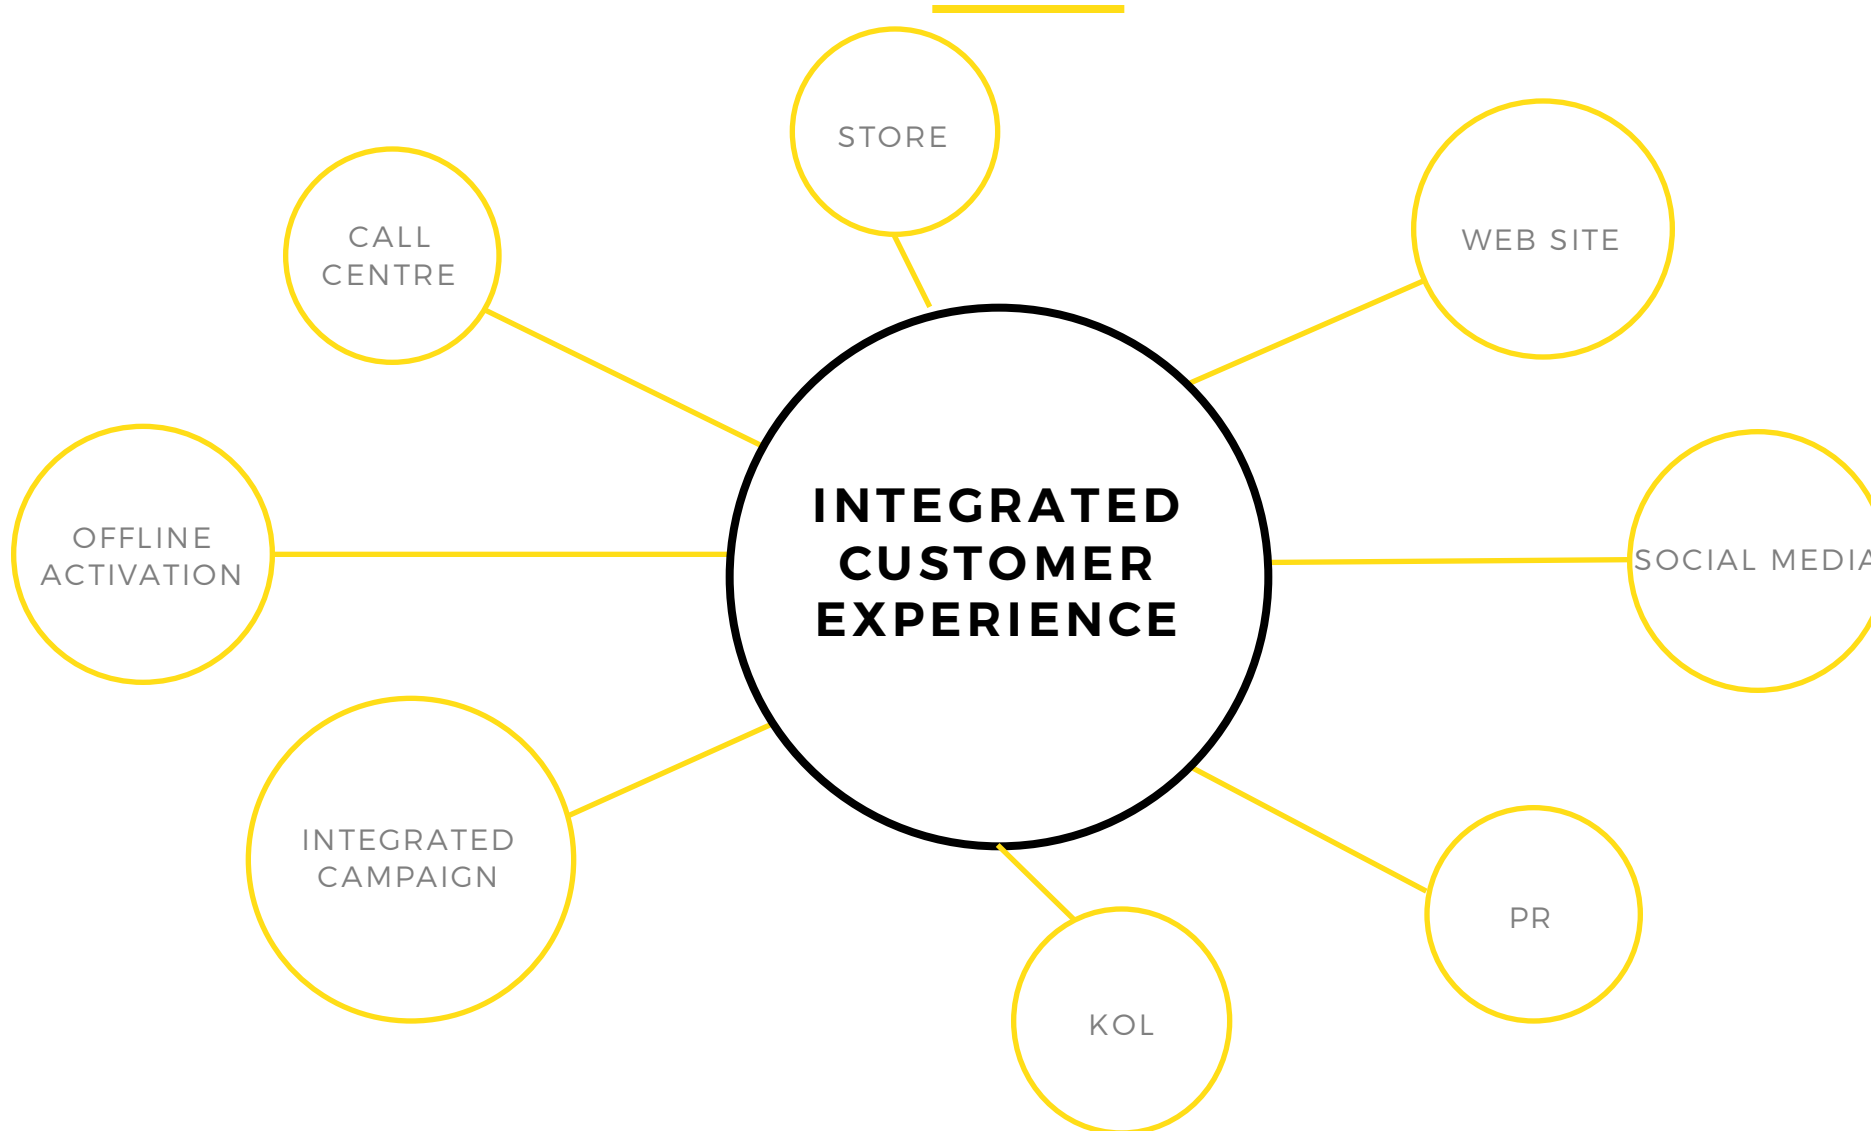 STORE
WEB SITE
CALL
CENTRE
INTEGRATED
CUSTOMER
EXPERIENCE
OFFLINE
ACTIVATION
SOCIAL MEDIA
INTEGRATED
CAMPAIGN
PR
KOL